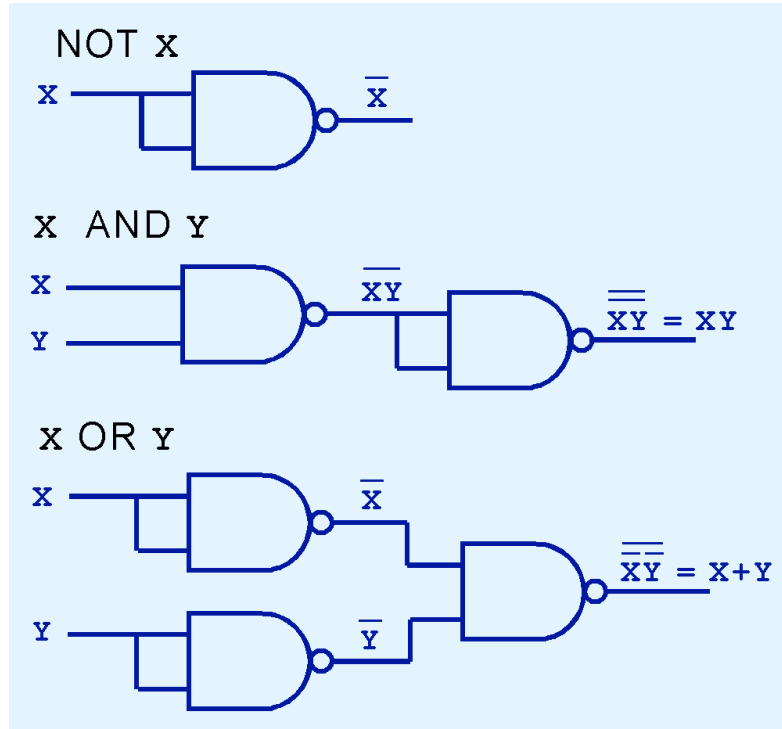 NOT X
X
X̅
X AND Y
X
Y
X̅Y̅
X̿Y̿ = XY
X OR Y
X
X̅
X̿Y̿ = X+Y
Y
Y̅